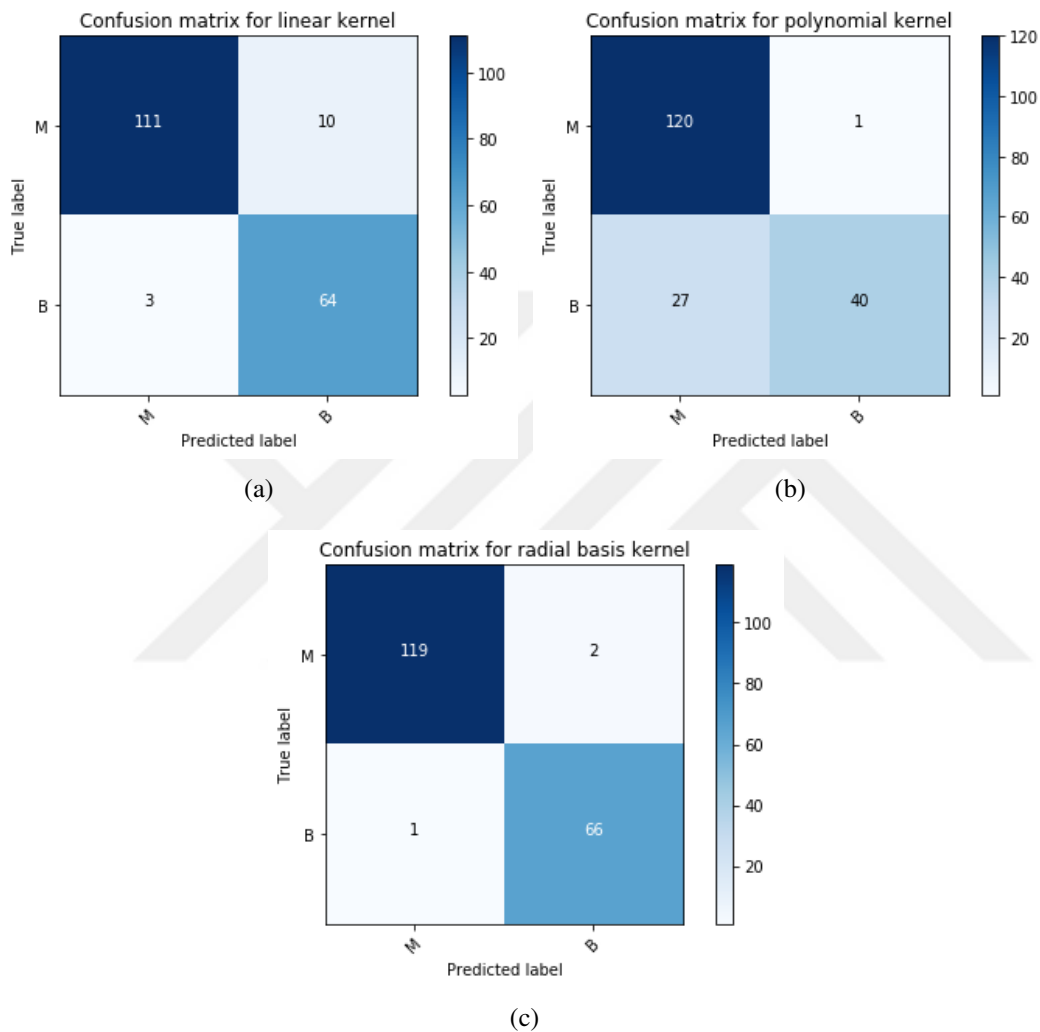 Confusion matrix for linear kernel
M
B
True label
111
10
3
64
M
B
Predicted label
100
80
60
40
20
(a)
Confusion matrix for polynomial kernel
M
B
True label
120
1
27
40
M
B
Predicted label
120
100
80
60
40
20
(b)
Confusion matrix for radial basis kernel
M
B
True label
119
2
1
66
M
B
Predicted label
100
80
60
40
20
(c)